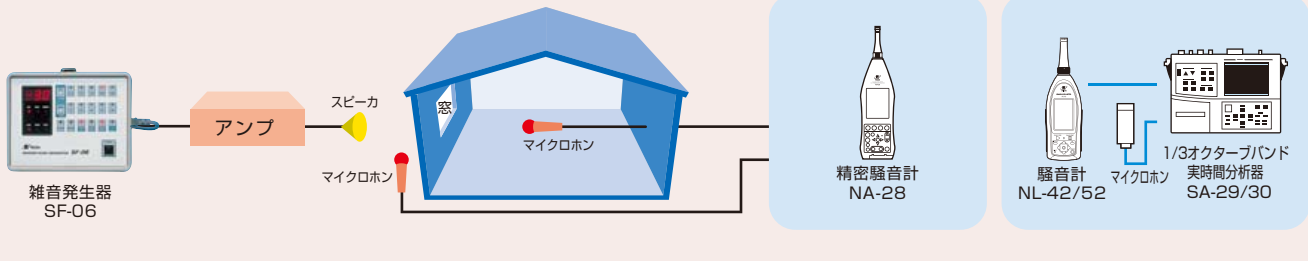 雑音発生器
SF-06
アンプ
スピーカ
マイクロホン
窓
マイクロホン
精密騒音計
NA-28
騒音計
NL-42/52
マイクロホン
1/3オクターブバンド
実時間分析器
SA-29/30